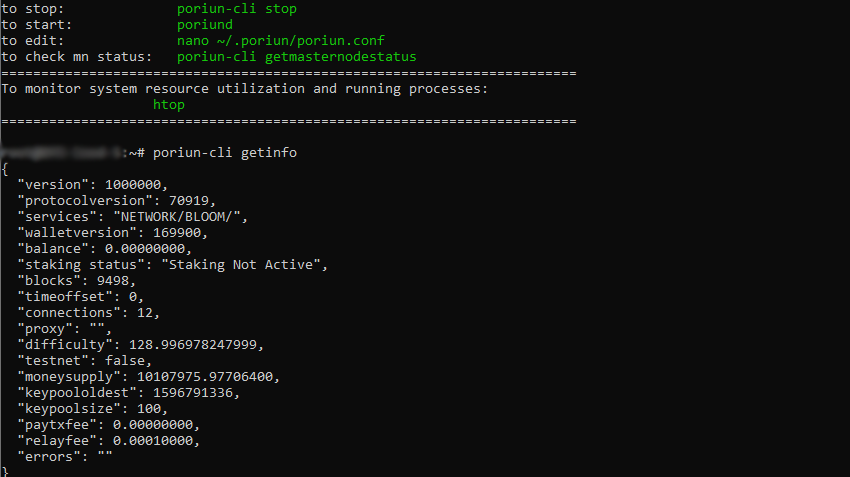 to stop: poriun-cli stop
to start: poriund
to edit: nano ~/.poriun/poriun.conf
to check mn status: poriun-cli getmasternodestatus
========================================================================
To monitor system resource utilization and running processes:
htop
========================================================================
:~# poriun-cli getinfo
{
"version": 1000000,
"protocolversion": 70919,
"services": "NETWORK/BLOOM/",
"walletversion": 169900,
"balance": 0.00000000,
"staking status": "Staking Not Active",
"blocks": 9498,
"timeoffset": 0,
"connections": 12,
"proxy": "",
"difficulty": 128.996978247999,
"testnet": false,
"moneysupply": 10107975.97706400,
"keypoololdest": 1596791336,
"keypoolsize": 100,
"paytxfee": 0.00000000,
"relayfee": 0.00010000,
"errors": ""
}